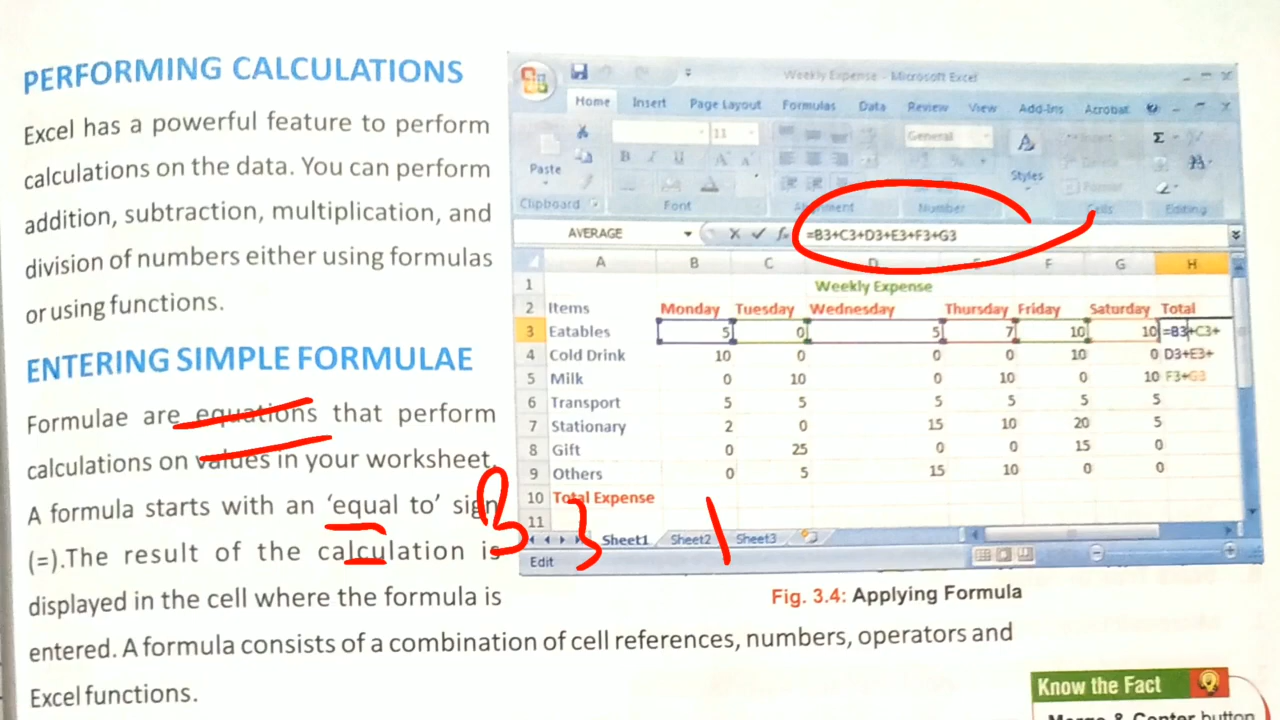 PERFORMING CALCULATIONS
Excel has a powerful feature to perform
calculations on the data. You can perform
addition, subtraction, multiplication, and
division of numbers either using formulas
or using functions.
ENTERING SIMPLE FORMULAE
Formulae are equations that perform
calculations on values in your worksheet.
A formula starts with an ‘equal to’ sign
(=).The result of the calculation is
displayed in the cell where the formula is
entered. A formula consists of a combination of cell references, numbers, operators and
Excel functions.
Weekly Expense - Microsoft Excel
Home Insert Page Layout Formulas Data Review View Add-Ins Acrobat
11 General
Paste B I U A A Styles Format Σ
Clipboard Font Alignment Number Cells Editing
AVERAGE =B3+C3+D3+E3+F3+G3
A B C D E F G H
1 Weekly Expense
2 Items Monday Tuesday Wednesday Thursday Friday Saturday Total
3 Eatables 5 0 5 7 10 10 =B3+C3+
4 Cold Drink 10 0 0 0 10 0 D3+E3+
5 Milk 0 10 0 10 0 10 F3+G3
6 Transport 5 5 5 5 5 5
7 Stationary 2 0 15 10 20 5
8 Gift 0 25 0 0 15 0
9 Others 0 5 15 10 0 0
10 Total Expense
11
Sheet1 Sheet2 Sheet3
Edit
B 3 1
Fig. 3.4: Applying Formula
Know the Fact
Merge & Center button